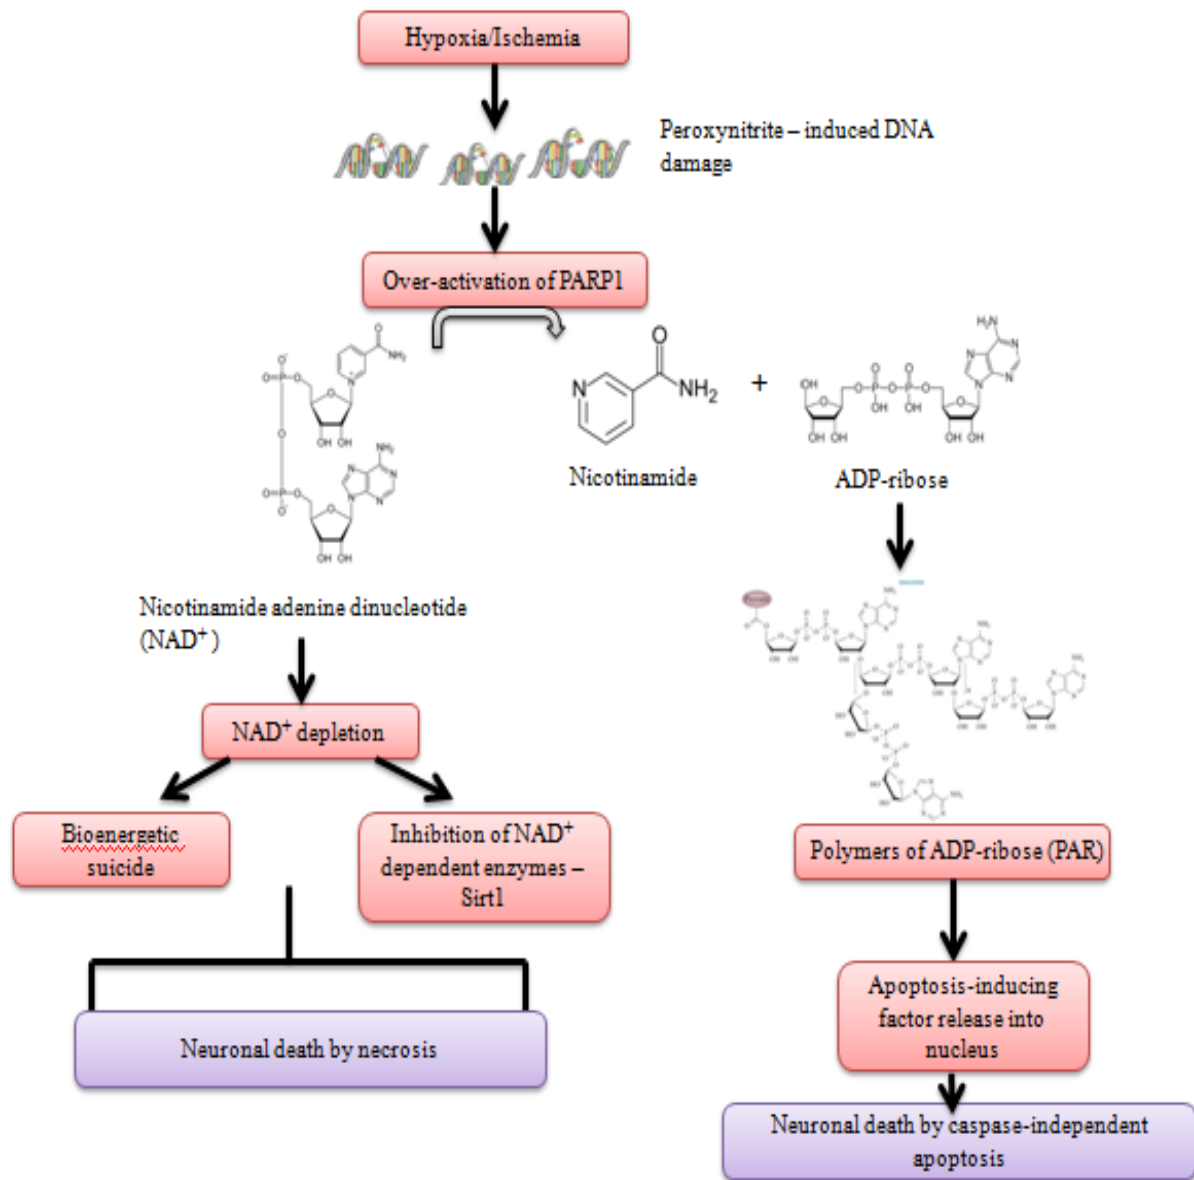 Hypoxia/Ischemia
Peroxynitrite – induced DNA
damage
Over-activation of PARP1
Nicotinamide
+
ADP-ribose
Nicotinamide adenine dinucleotide
(NAD⁺ )
NAD⁺ depletion
Bioenergetic
suicide
Inhibition of NAD⁺
dependent enzymes –
Sirt1
Neuronal death by necrosis
Polymers of ADP-ribose (PAR)
Apoptosis-inducing
factor release into
nucleus
Neuronal death by caspase-independent
apoptosis